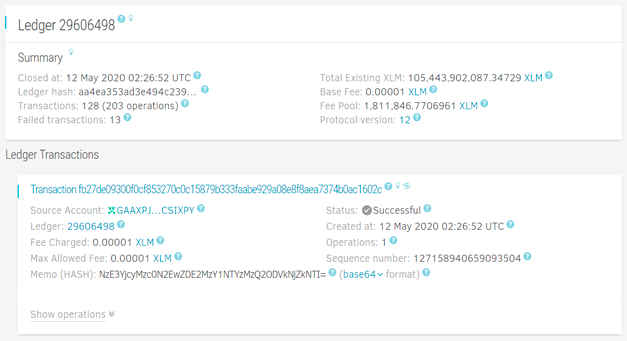 Ledger 29606498
Summary
Closed at: 12 May 2020 02:26:52 UTC
Total Existing XLM: 105,443,902,087.34729 XLM
Ledger hash: aa4ea353ad3e494c239...
Base Fee: 0.00001 XLM
Transactions: 128 (203 operations)
Fee Pool: 1,811,846.7706961 XLM
Failed transactions: 13
Protocol version: 12
Ledger Transactions
Transaction fb27de09300f0cf853270c0c15879b333faabe929a08e8f8aea7374b0ac1602c
Source Account: GAAXPJ...CSIXPY
Status: Successful
Ledger: 29606498
Created at: 12 May 2020 02:26:52 UTC
Fee Charged: 0.00001 XLM
Operations: 1
Max Allowed Fee: 0.00001 XLM
Sequence number: 127158940659093504
Memo (HASH): NzE3YjcyMzc0N2EwZDE2MzY1NTYzMzQ2ODVkNjZkNTI= (base64 format)
Show operations